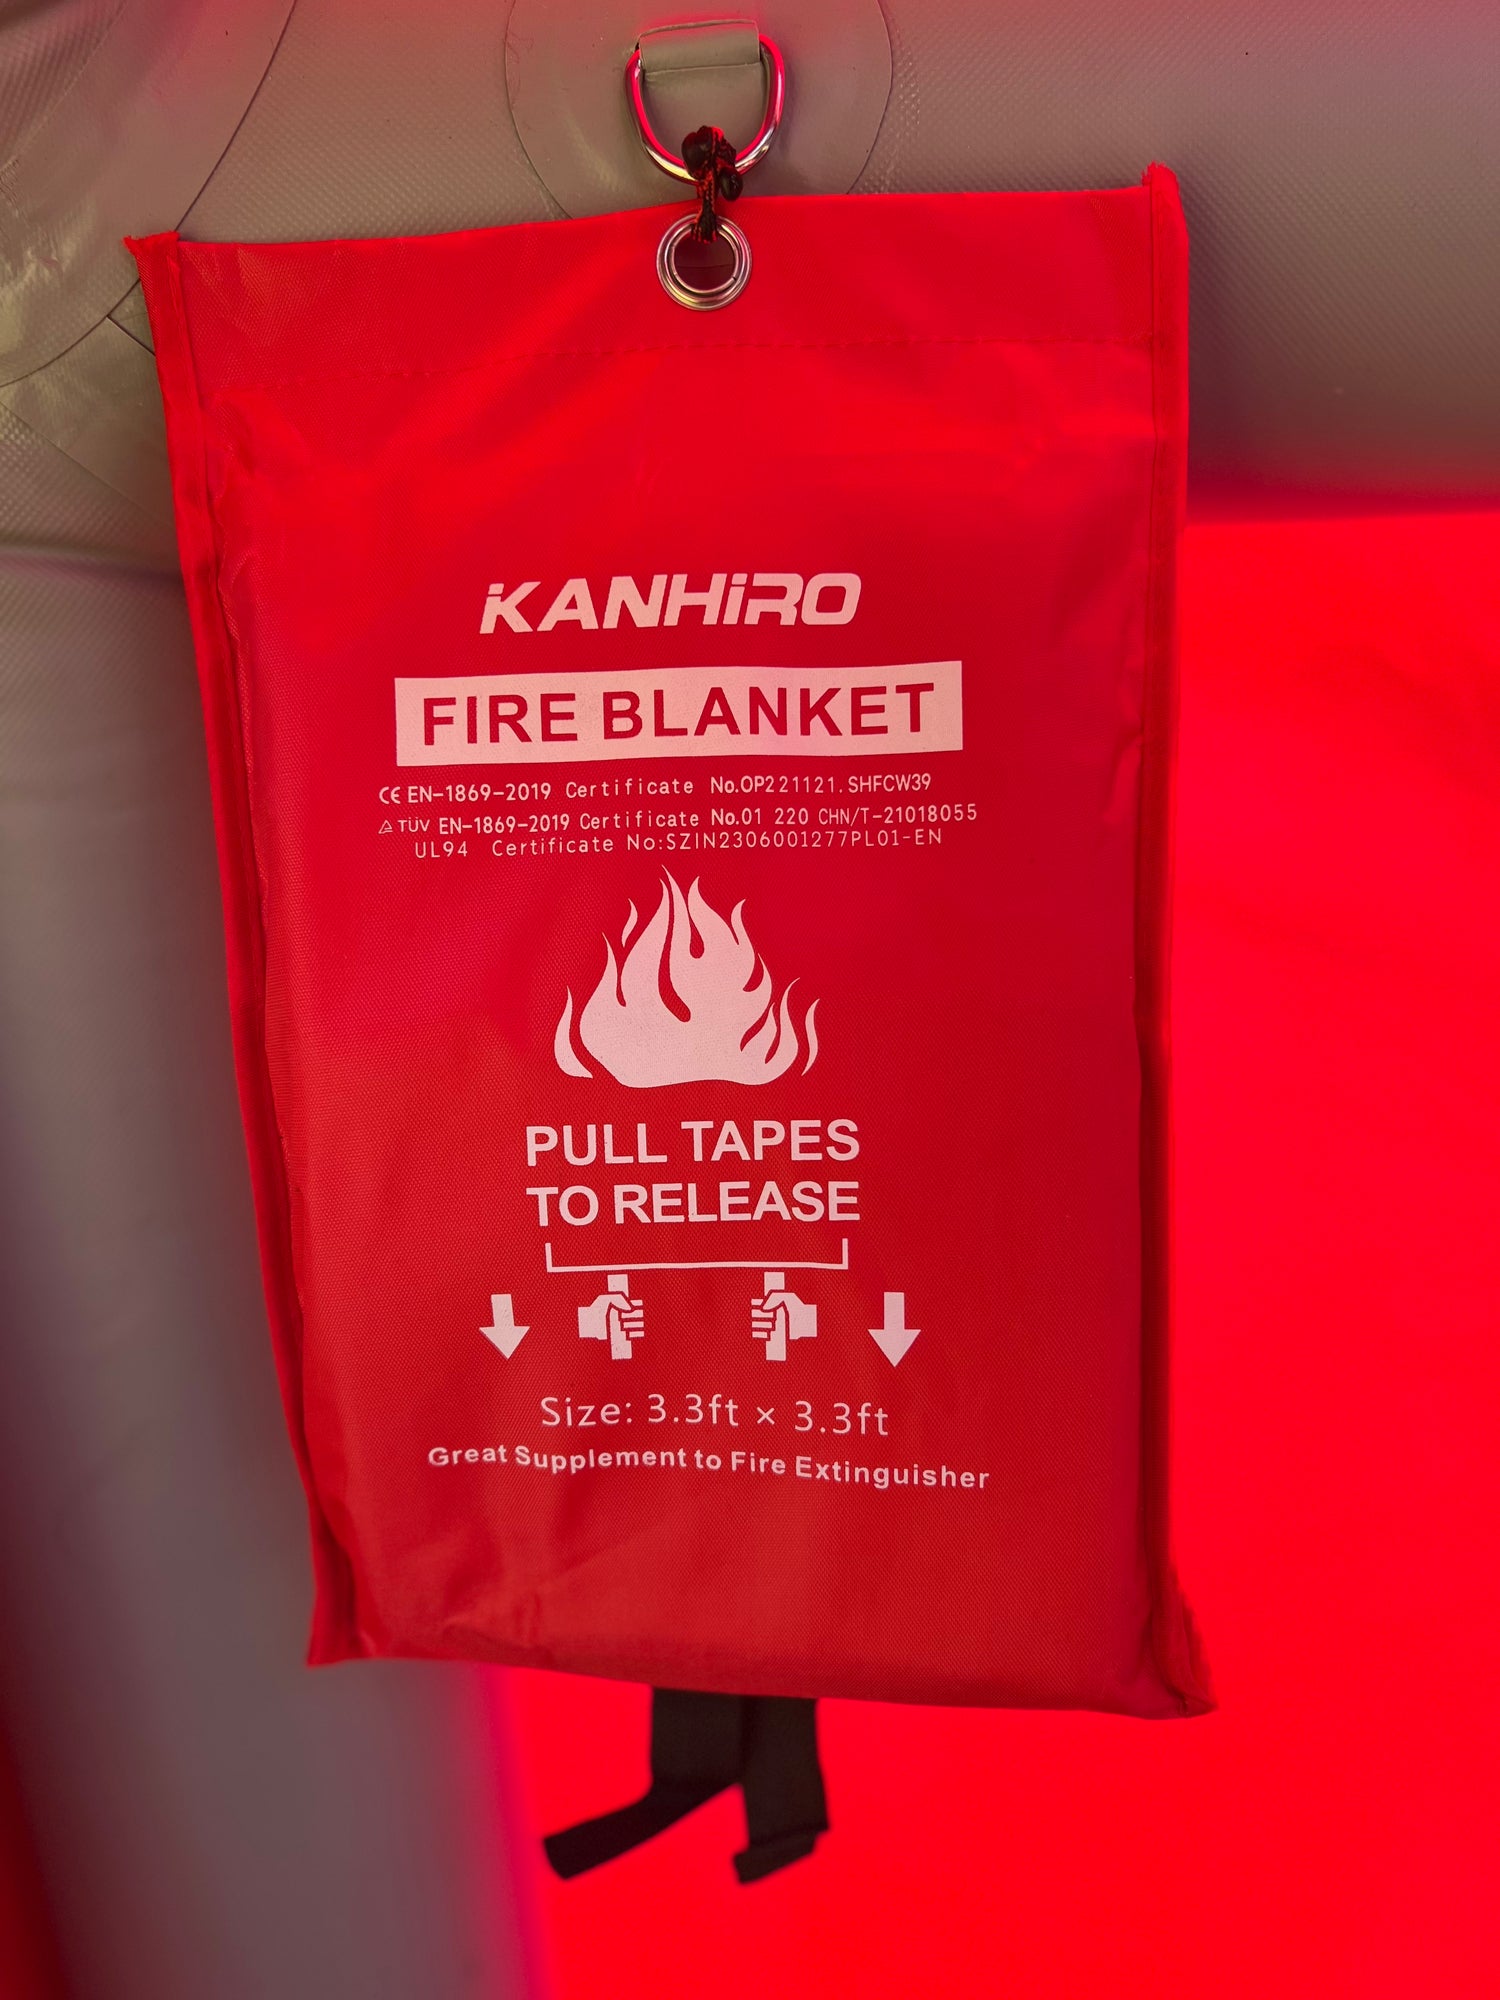 KANHiRO
FIRE BLANKET
CE EN-1869-2019 Certificate No.OP221121.SHFCW39
TÜV EN-1869-2019 Certificate No.01 220 CHN/T-21018055
UL94 Certificate No:SZIN2306001277PL01-EN
PULL TAPES
TO RELEASE
Size: 3.3ft × 3.3ft
Great Supplement to Fire Extinguisher